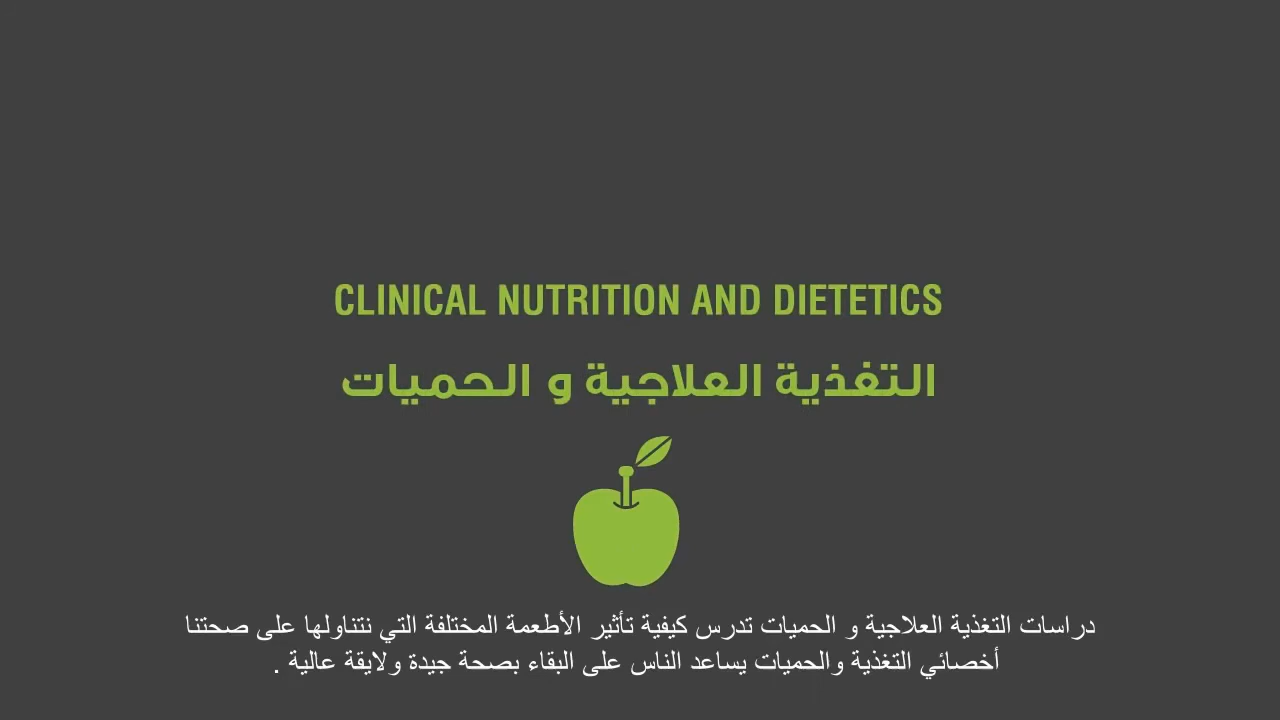 CLINICAL NUTRITION AND DIETETICS
التغذية العلاجية و الحميات
دراسات التغذية العلاجية و الحميات تدرس كيفية تأثير الأطعمة المختلفة التي نتناولها على صحتنا
أخصائي التغذية والحميات يساعد الناس على البقاء بصحة جيدة ولايقة عالية .